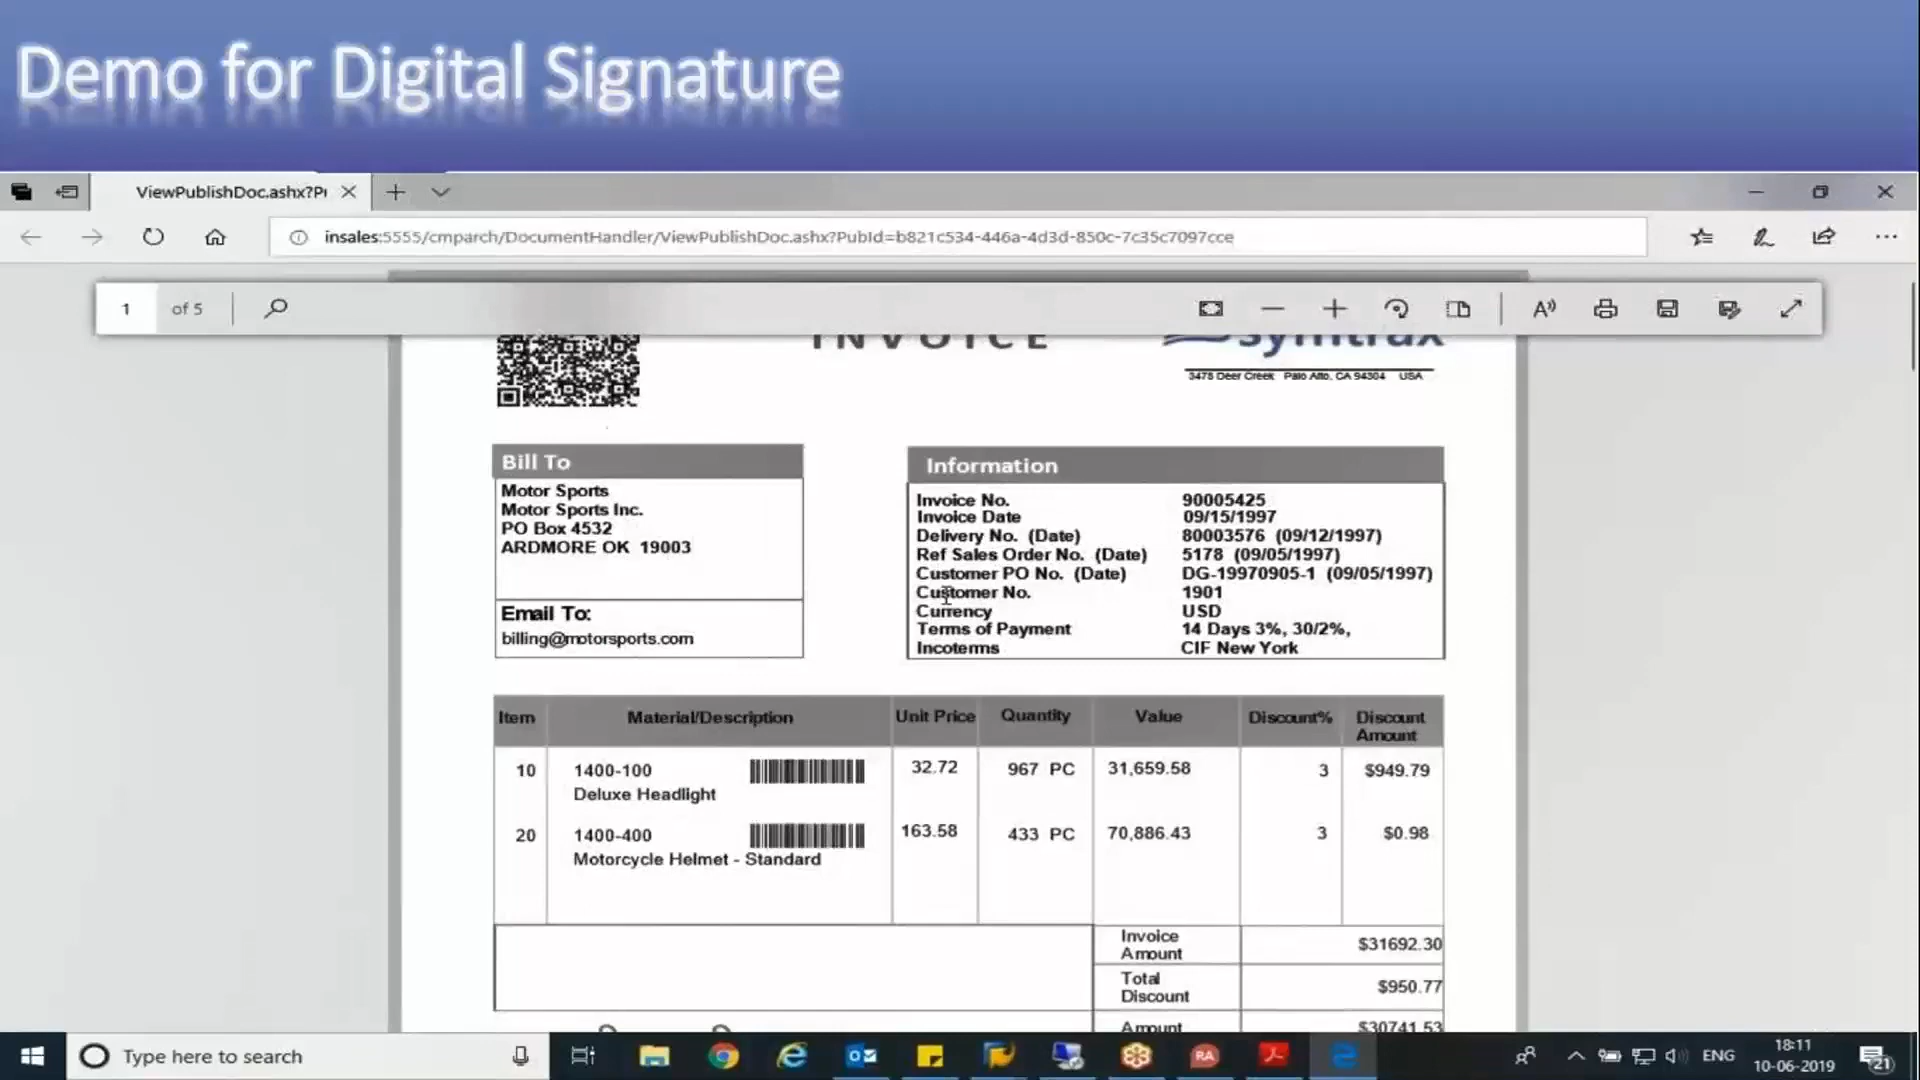 Demo for Digital Signature
ViewPublishDoc.ashx?P
insales:5555/cmparch/DocumentHandler/ViewPublishDoc.ashx?PubId=b821c534-446a-4d3d-850c-7c35c7097cce
1 of 5
INVOICE symtrax
3475 Deer Creek Palo Alto, CA 94304 USA
Bill To
Motor Sports
Motor Sports Inc.
PO Box 4532
ARDMORE OK 19003
Email To:
billing@motorsports.com
Information
Invoice No. 90005425
Invoice Date 09/15/1997
Delivery No. (Date) 80003576 (09/12/1997)
Ref Sales Order No. (Date) 5178 (09/05/1997)
Customer PO No. (Date) DG-19970905-1 (09/05/1997)
Customer No. 1901
Currency USD
Terms of Payment 14 Days 3%, 30/2%,
Incoterms CIF New York
Item Material/Description Unit Price Quantity Value Discount% Discount
Amount
10 1400-100 32.72 967 PC 31,659.58 3 $949.79
Deluxe Headlight
20 1400-400 163.58 433 PC 70,886.43 3 $0.98
Motorcycle Helmet - Standard
Invoice
Amount $31692.30
Total
Discount $950.77
Amount $30741.53
Type here to search
RA
ENG
18:11
10-06-2019
21